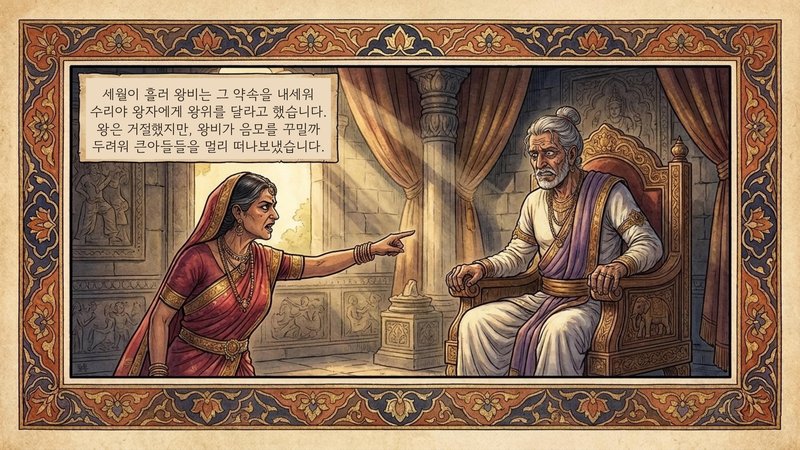 세월이 흘러 왕비는 그 약속을 내세워
수리야 왕자에게 왕위를 달라고 했습니다.
왕은 거절했지만, 왕비가 음모를 꾸밀까
두려워 큰아들들을 멀리 떠나보냈습니다.